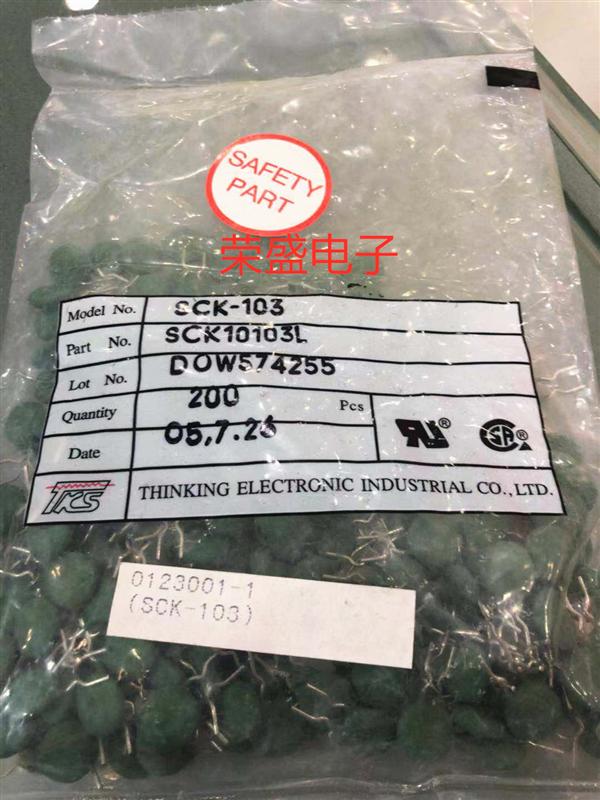 SAFETY
PART
荣盛电子
Model No. SCK-103
Part No. SCK10103L
Lot No. DOW574255
Quantity 200 Pcs
Date 05,7.26
TKS THINKING ELECTRONIC INDUSTRIAL CO.,LTD.
0123001-1
(SCK-103)